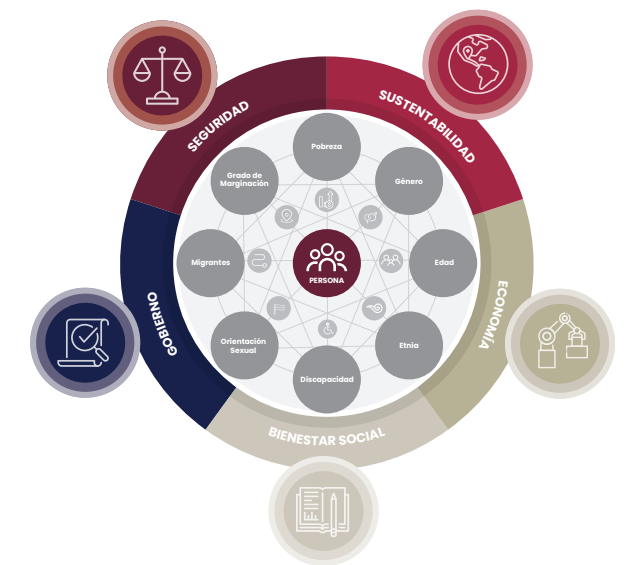 SEGURIDAD
SUSTENTABILIDAD
Pobreza
Grado de
Marginación
Género
Migrantes
PERSONA
Edad
GOBIERNO
ECONOMÍA
Orientación
Sexual
Etnia
Discapacidad
BIENESTAR SOCIAL